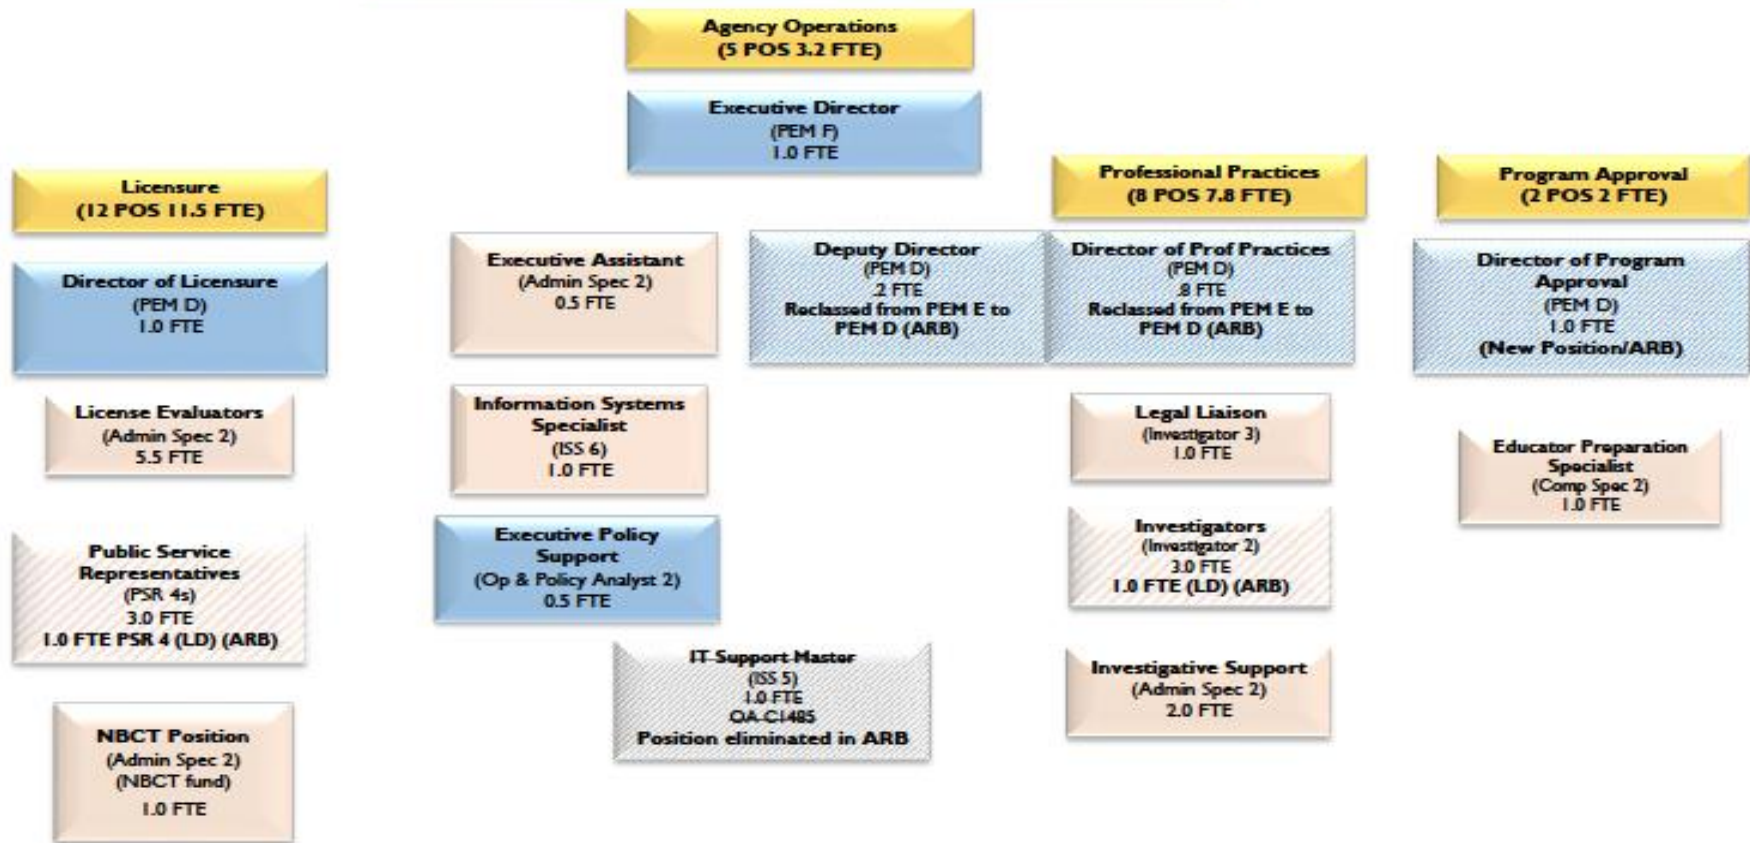 Agency Operations
(5 POS 3.2 FTE)
Executive Director
(PEM F)
1.0 FTE
Licensure
(12 POS 11.5 FTE)
Director of Licensure
(PEM D)
1.0 FTE
License Evaluators
(Admin Spec 2)
5.5 FTE
Public Service
Representatives
(PSR 4s)
3.0 FTE
1.0 FTE PSR 4 (LD) (ARB)
NBCT Position
(Admin Spec 2)
(NBCT fund)
1.0 FTE
Executive Assistant
(Admin Spec 2)
0.5 FTE
Information Systems
Specialist
(ISS 6)
1.0 FTE
Executive Policy
Support
(Op & Policy Analyst 2)
0.5 FTE
IT Support Master
(ISS 5)
1.0 FTE
OA C1485
Position eliminated in ARB
Deputy Director
(PEM D)
.2 FTE
Reclassed from PEM E to
PEM D (ARB)
Professional Practices
(8 POS 7.8 FTE)
Director of Prof Practices
(PEM D)
.8 FTE
Reclassed from PEM E to
PEM D (ARB)
Legal Liaison
(Investigator 3)
1.0 FTE
Investigators
(Investigator 2)
3.0 FTE
1.0 FTE (LD) (ARB)
Investigative Support
(Admin Spec 2)
2.0 FTE
Program Approval
(2 POS 2 FTE)
Director of Program
Approval
(PEM D)
1.0 FTE
(New Position/ARB)
Educator Preparation
Specialist
(Comp Spec 2)
1.0 FTE